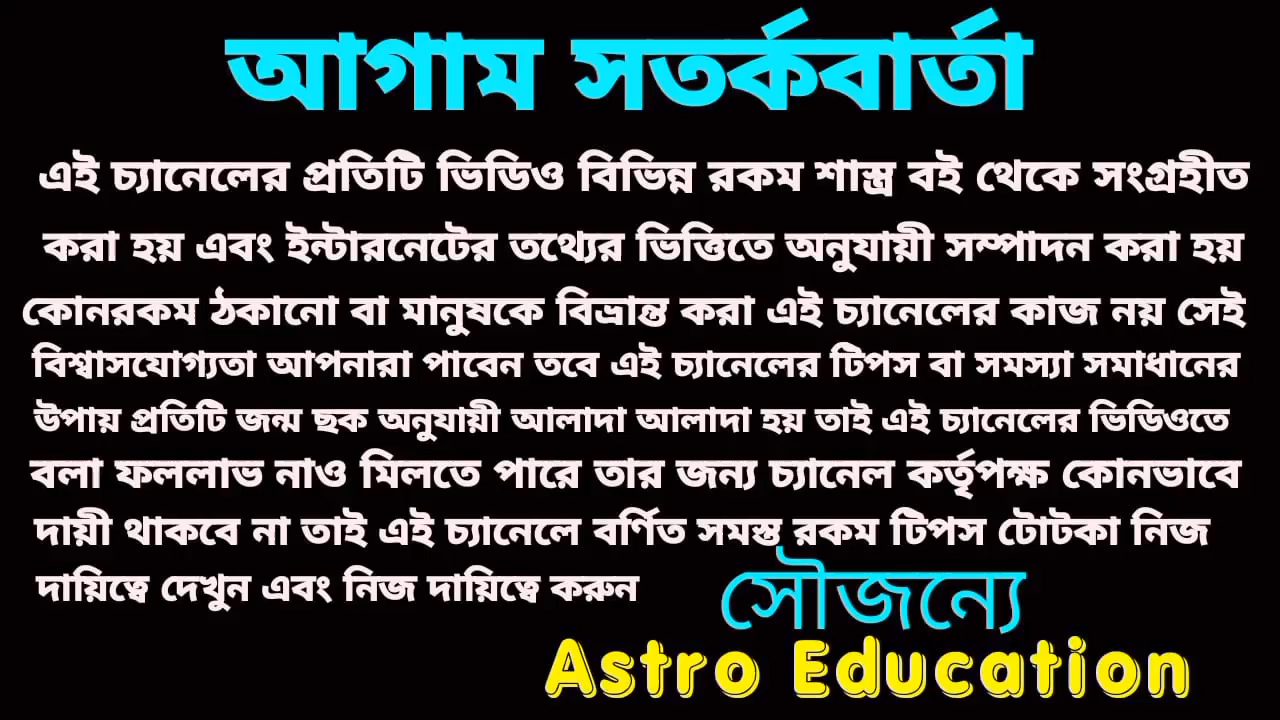 আগাম সতর্কবার্তা
এই চ্যানেলের প্রতিটি ভিডিও বিভিন্ন রকম শাস্ত্র বই থেকে সংগ্রহীত
করা হয় এবং ইন্টারনেটের তথ্যের ভিত্তিতে অনুযায়ী সম্পাদন করা হয়
কোনরকম ঠকানো বা মানুষকে বিভ্রান্ত করা এই চ্যানেলের কাজ নয় সেই
বিশ্বাসযোগ্যতা আপনারা পাবেন তবে এই চ্যানেলের টিপস বা সমস্যা সমাধানের
উপায় প্রতিটি জন্ম ছক অনুযায়ী আলাদা আলাদা হয় তাই এই চ্যানেলের ভিডিওতে
বলা ফললাভ নাও মিলতে পারে তার জন্য চ্যানেল কর্তৃপক্ষ কোনভাবে
দায়ী থাকবে না তাই এই চ্যানেলে বর্ণিত সমস্ত রকম টিপস টোটকা নিজ
দায়িত্বে দেখুন এবং নিজ দায়িত্বে করুন
সৌজন্যে
Astro Education